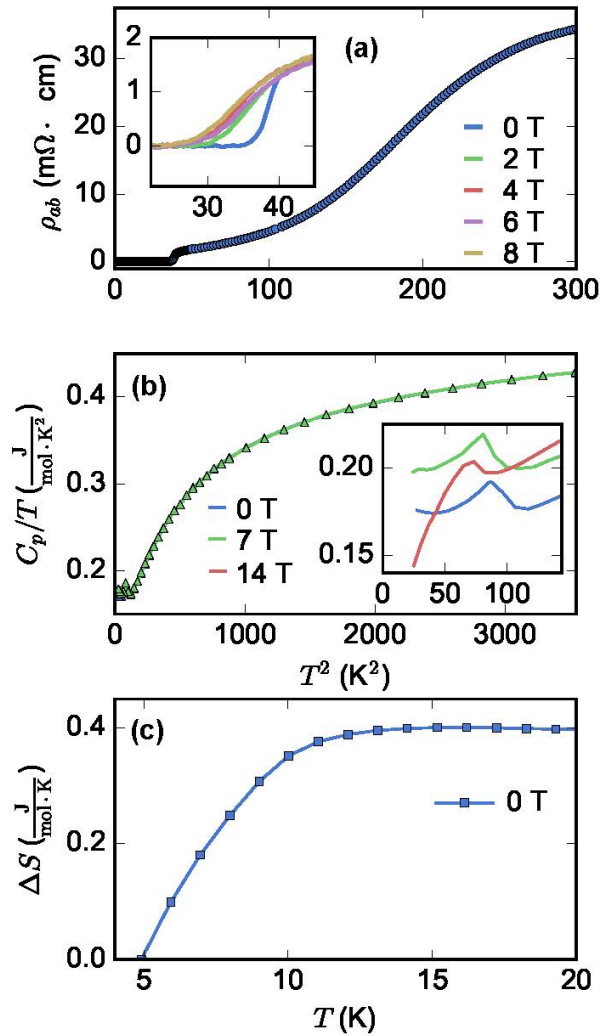 (a)
ρab (mΩ · cm)
30
20
10
0
0 100 200 300
2
1
0
30 40
0 T
2 T
4 T
6 T
8 T
(b)
Cp/T (J/mol·K²)
0.4
0.3
0.2
0 1000 2000 3000
T² (K²)
0 T
7 T
14 T
0.20
0.15
0 50 100
(c)
ΔS (J/mol·K)
0.4
0.2
0.0
5 10 15 20
T (K)
0 T